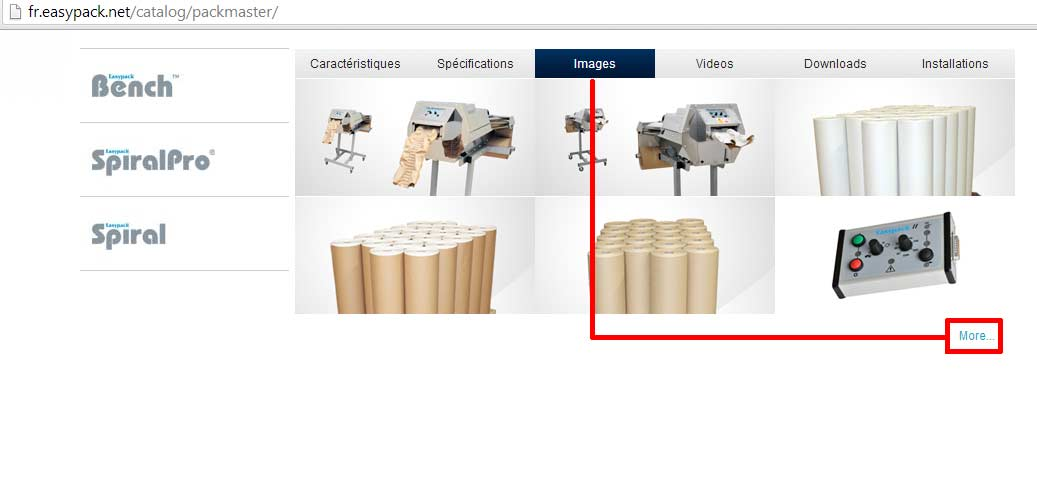 fr.easypack.net/catalog/packmaster/
Easypack
Bench™
Easypack
SpiralPro®
Easypack
Spiral
Caractéristiques Spécifications Images Videos Downloads Installations
Easypack II
More...